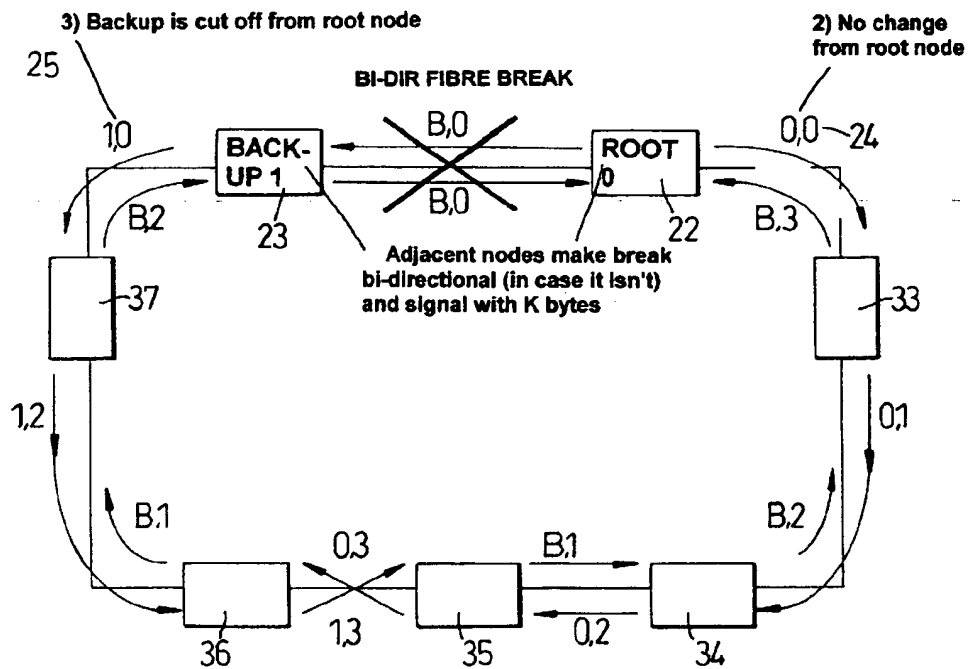 3) Backup is cut off from root node
2) No change
from root node
25
BI-DIR FIBRE BREAK
1,0
B,0
0,0
24
BACK-
UP 1
ROOT
0
B,2
23
B,0
22
B,3
Adjacent nodes make break
bi-directional (in case it isn't)
and signal with K bytes
37
33
1,2
0,1
B,1
0,3
B,1
B,2
36
1,3
35
0,2
34